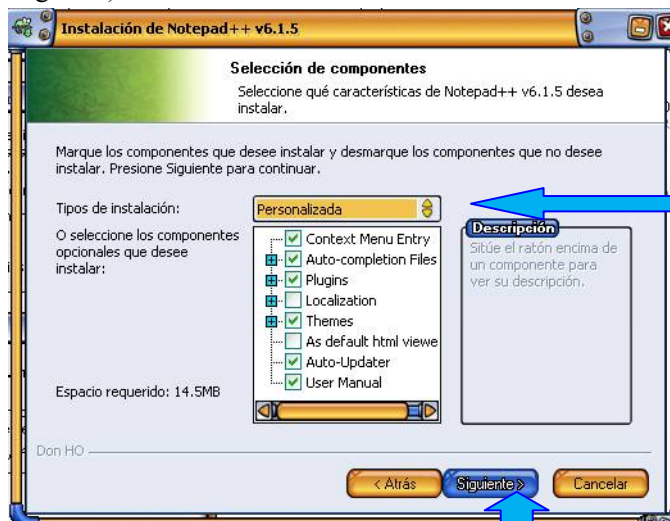 Instalación de Notepad++ v6.1.5
Selección de componentes
Seleccione qué características de Notepad++ v6.1.5 desea
instalar.
Marque los componentes que desee instalar y desmarque los componentes que no desee
instalar. Presione Siguiente para continuar.
Tipos de instalación:
Personalizada
O seleccione los componentes
opcionales que desee
instalar:
Context Menu Entry
Auto-completion Files
Plugins
Localization
Themes
As default html viewe
Auto-Updater
User Manual
Descripción
Sitúe el ratón encima de
un componente para
ver su descripción.
Espacio requerido: 14.5MB
Don HO
< Atrás
Siguiente >
Cancelar